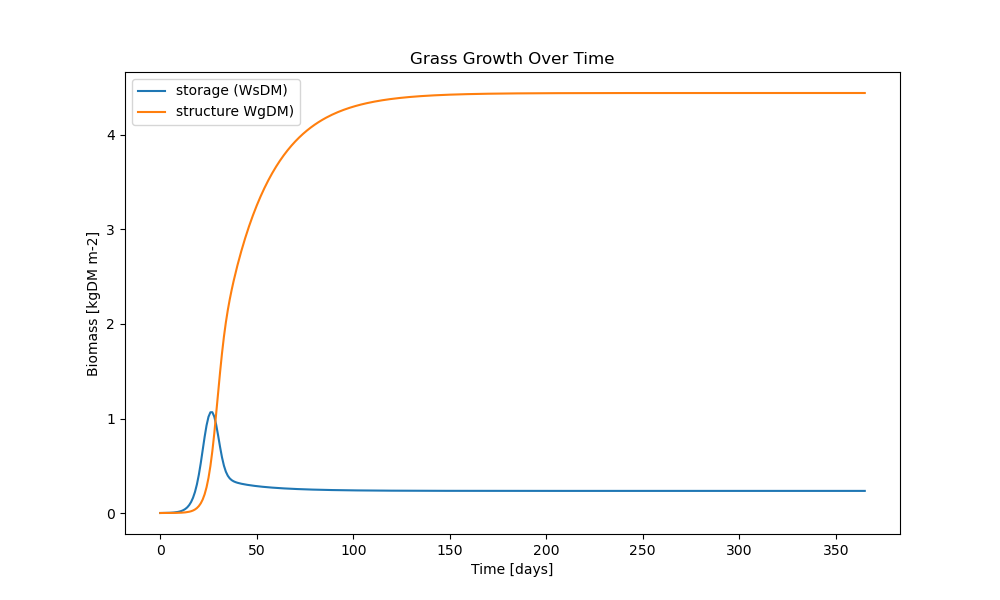 Grass Growth Over Time
storage (WsDM)
structure WgDM)
Biomass [kgDM m-2]
4
3
2
1
0
0 50 100 150 200 250 300 350
Time [days]